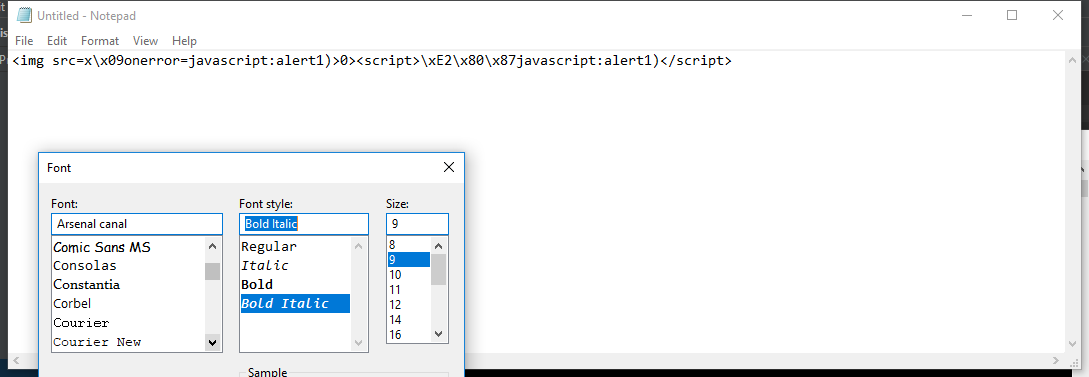 Untitled - Notepad
File Edit Format View Help
<img src=x\x09onerror=javascript:alert1)>0><script>\xE2\x80\x87javascript:alert1)</script>
Font
Font: Font style: Size:
Arsenal canal Bold Italic 9
Comic Sans MS Regular 8
Consolas Italic 9
Constantia Bold 10
Corbel Bold Italic 11
Courier 12
Courier New 14
16
Sample